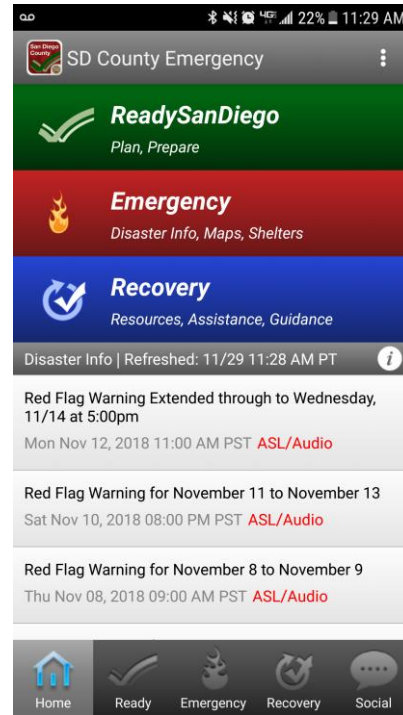 4G 22% 11:29 AM
San Diego
County
SD County Emergency
ReadySanDiego
Plan, Prepare
Emergency
Disaster Info, Maps, Shelters
Recovery
Resources, Assistance, Guidance
Disaster Info | Refreshed: 11/29 11:28 AM PT i
Red Flag Warning Extended through to Wednesday,
11/14 at 5:00pm
Mon Nov 12, 2018 11:00 AM PST ASL/Audio
Red Flag Warning for November 11 to November 13
Sat Nov 10, 2018 08:00 PM PST ASL/Audio
Red Flag Warning for November 8 to November 9
Thu Nov 08, 2018 09:00 AM PST ASL/Audio
Home Ready Emergency Recovery Social